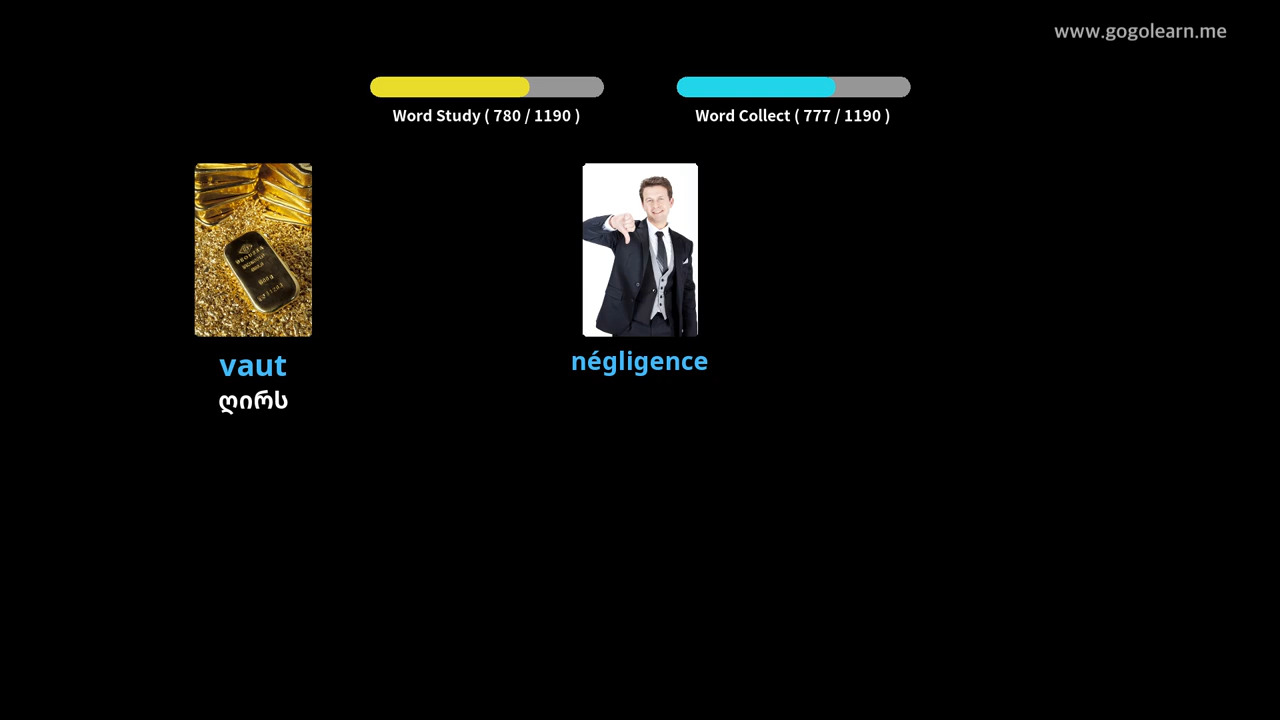 www.gogolearn.me
Word Study ( 780 / 1190 )
Word Collect ( 777 / 1190 )
vaut
ღირს
négligence